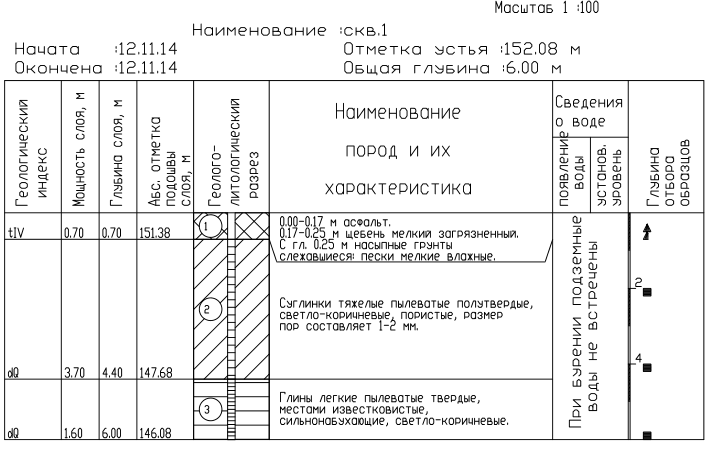 Масштаб 1 :100
Наименование :скв.1
Начата :12.11.14 Отметка устья :152.08 м
Окончена :12.11.14 Общая глубина :6.00 м
Геологический индекс
Мощность слоя, м
Глубина слоя, м
Абс. отметка подошвы слоя, м
Геолого-литологический разрез
Наименование
пород и их
характеристика
Сведения
о воде
появление воды
установ. уровень
Глубина отбора образцов
tIV 0.70 0.70 151.38
1
0.00-0.17 м асфальт.
0.17-0.25 м щебень мелкий загрязненный.
С гл. 0.25 м насыпные грунты
слежавшиеся: пески мелкие влажные.
При бурении подземные
воды не встречены
2
2
Суглинки тяжелые пылеватые полутвердые,
светло-коричневые, пористые, размер
пор составляет 1-2 мм.
4
dQ 3.70 4.40 147.68
3
Глины легкие пылеватые твердые,
местами известковистые,
сильнонабухающие, светло-коричневые.
dQ 1.60 6.00 146.08